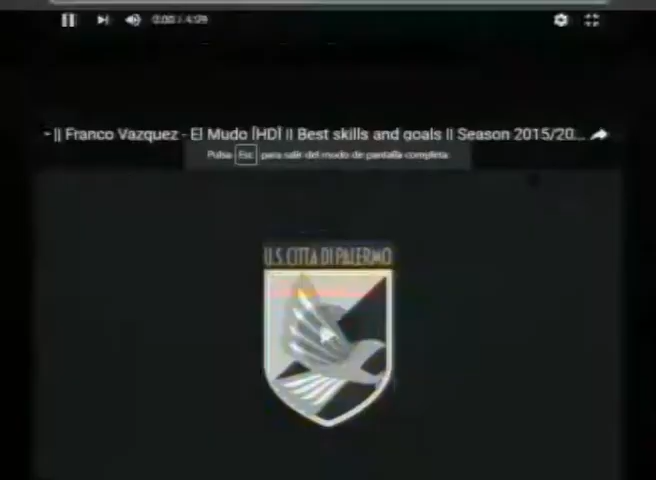 0:00 / 4:09
- || Franco Vazquez - El Mudo [HD] || Best skills and goals || Season 2015/20...
Pulsa Esc para salir del modo de pantalla completa.
U.S. CITTA DI PALERMO